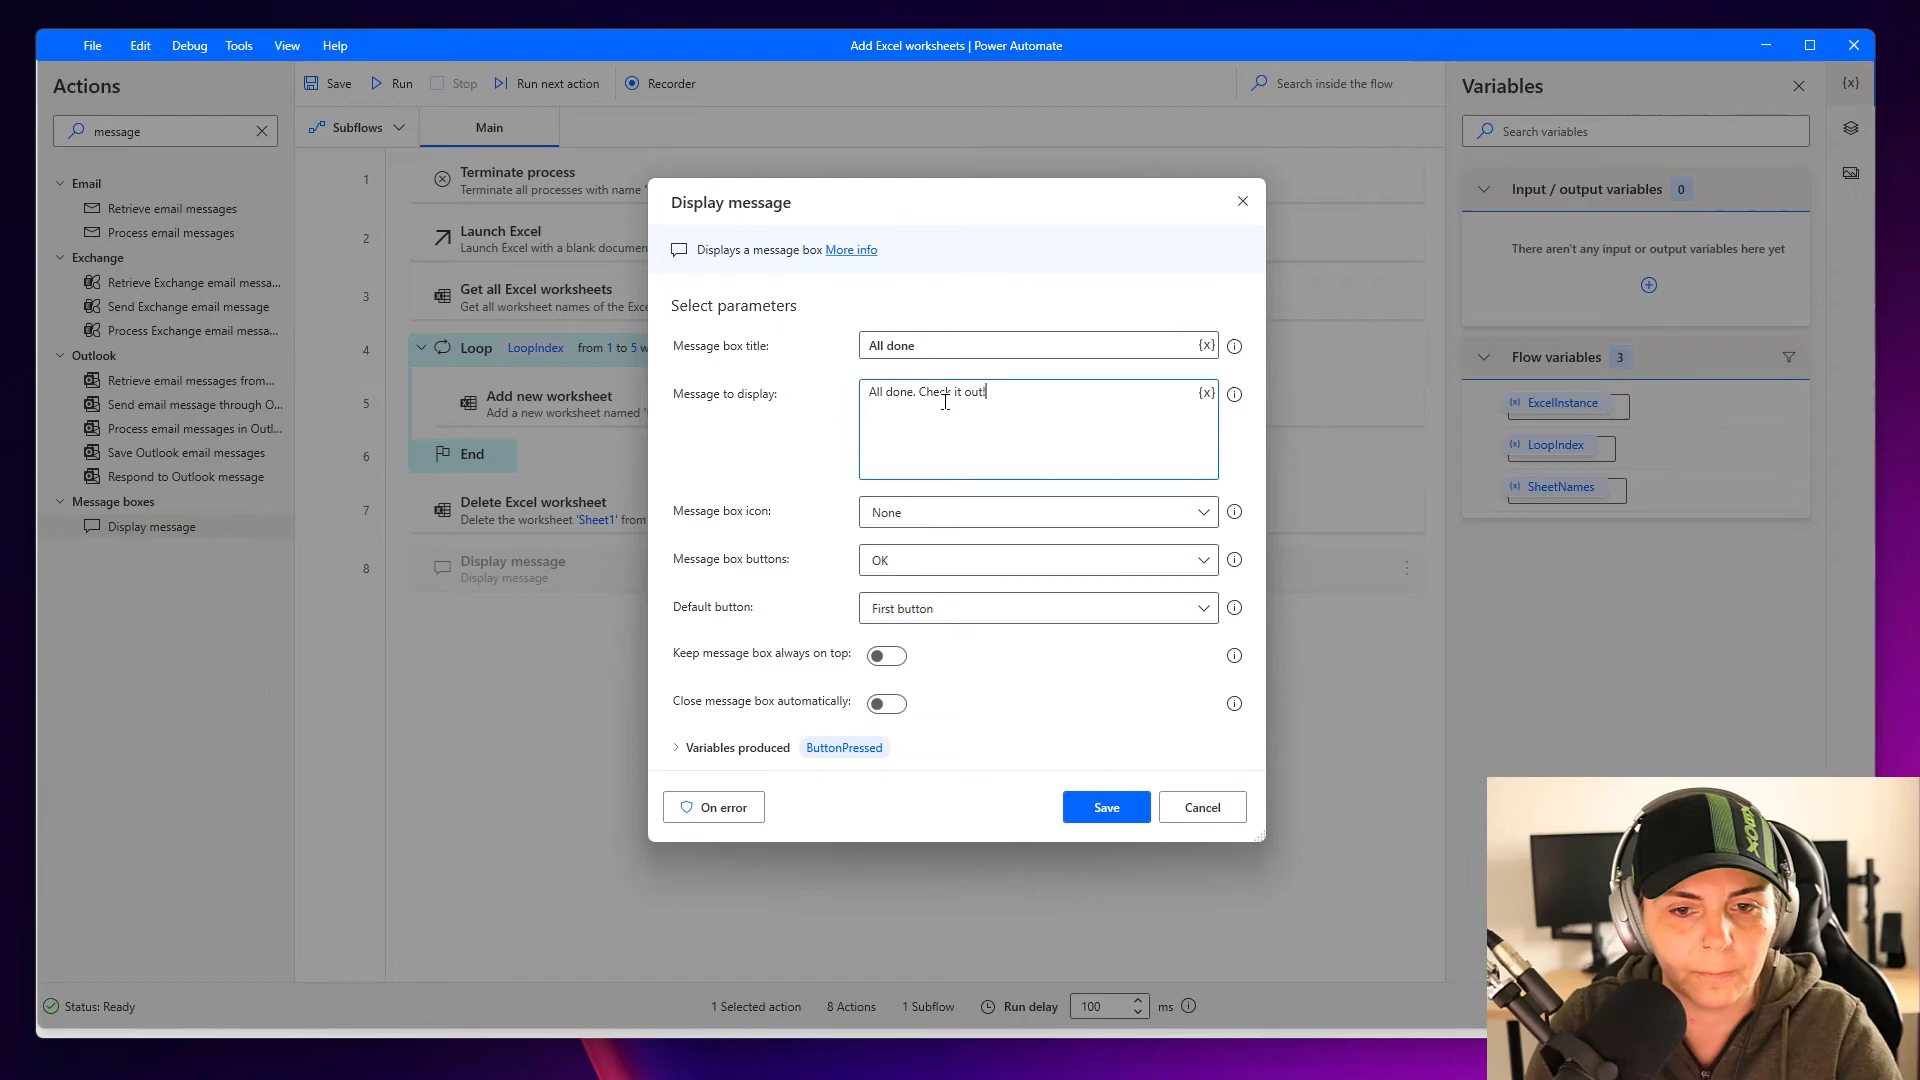 File Edit Debug Tools View Help
Add Excel worksheets | Power Automate
Actions
message
Email
Retrieve email messages
Process email messages
Exchange
Retrieve Exchange email messa...
Send Exchange email message
Process Exchange email messa...
Outlook
Retrieve email messages from...
Send email message through O...
Process email messages in Outl...
Save Outlook email messages
Respond to Outlook message
Message boxes
Display message
Save Run Stop Run next action Recorder
Search inside the flow
Subflows Main
1 Terminate process
Terminate all processes with name '
2 Launch Excel
Launch Excel with a blank documen
3 Get all Excel worksheets
Get all worksheet names of the Exce
4 Loop LoopIndex from 1 to 5 w
5 Add new worksheet
Add a new worksheet named '
6 End
7 Delete Excel worksheet
Delete the worksheet 'Sheet1' from
8 Display message
Display message
Display message
Displays a message box More info
Select parameters
Message box title: All done {x}
Message to display: All done. Check it out! {x}
Message box icon: None
Message box buttons: OK
Default button: First button
Keep message box always on top:
Close message box automatically:
Variables produced ButtonPressed
On error Save Cancel
Variables
{x}
Search variables
Input / output variables 0
There aren't any input or output variables here yet
Flow variables 3
(x) ExcelInstance
(x) LoopIndex
(x) SheetNames
Status: Ready
1 Selected action 8 Actions 1 Subflow Run delay 100 ms
XBOX